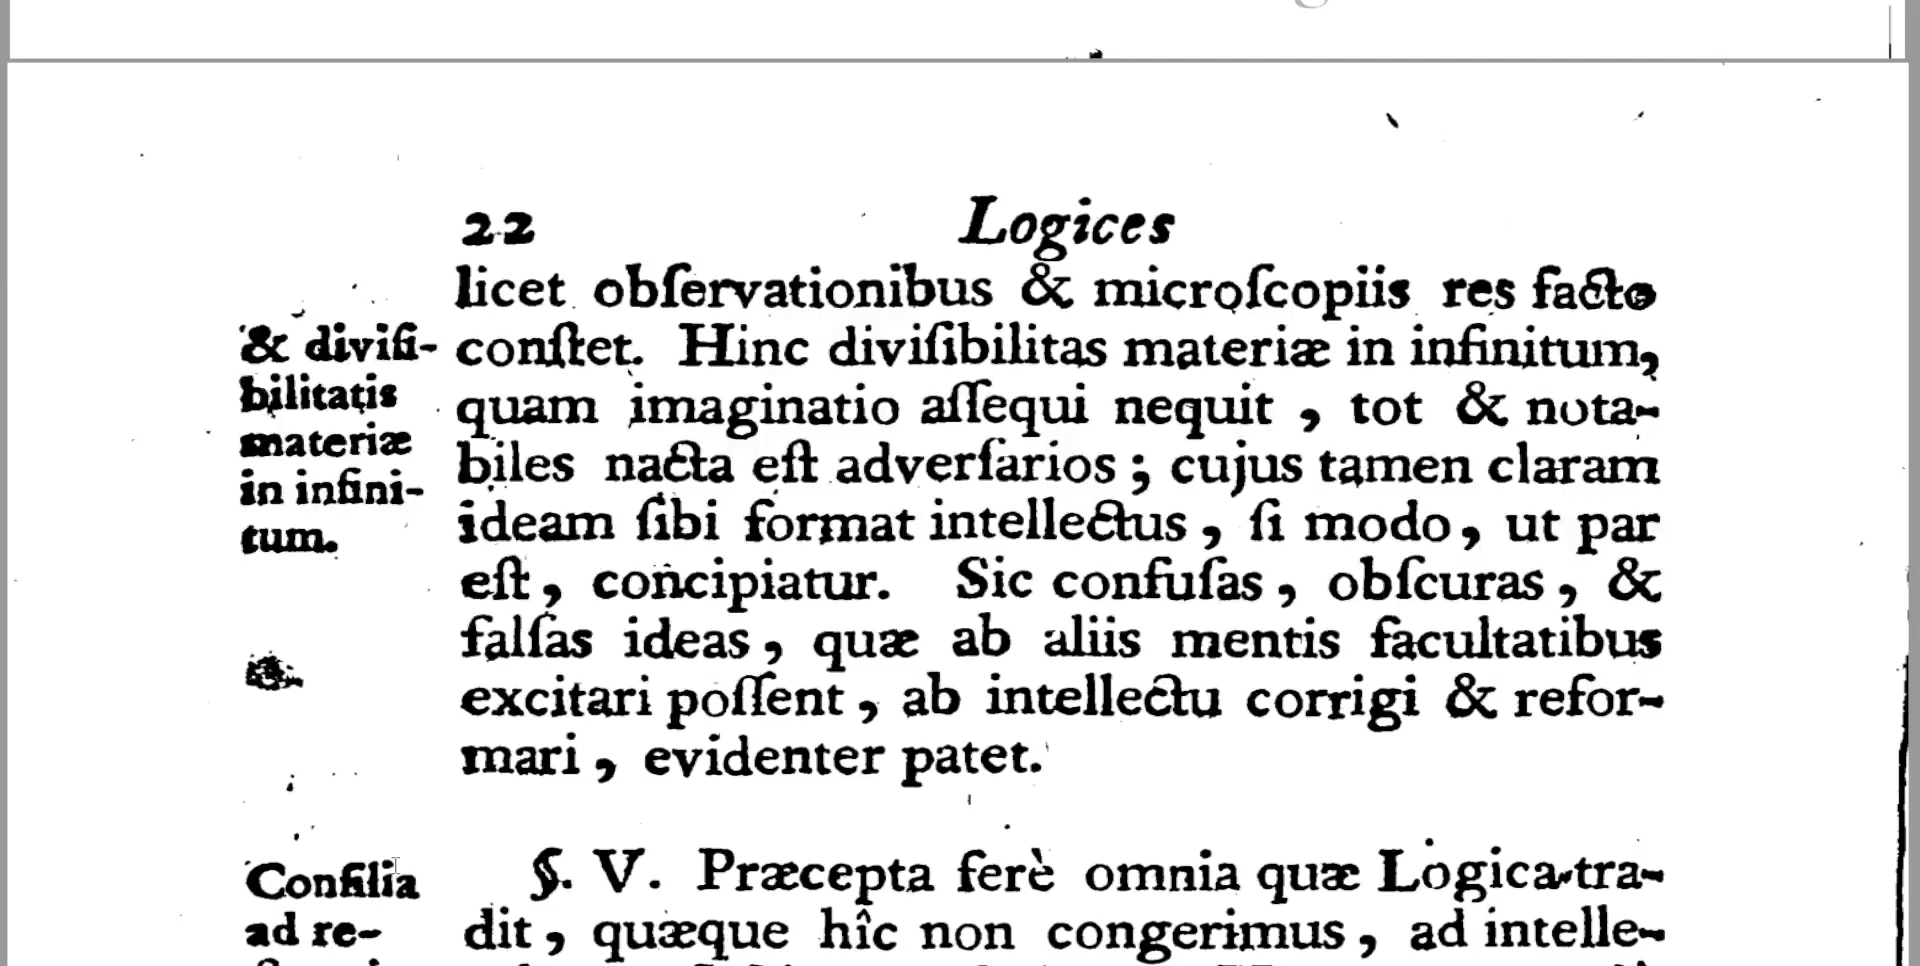 22 Logices
licet obſervationibus & microſcopiis res facto
conſtet. Hinc diviſibilitas materiæ in infinitum,
quam imaginatio aſſequi nequit , tot & nota-
biles nacta eſt adverſarios ; cujus tamen claram
ideam ſibi format intellectus , ſi modo , ut par
eſt , concipiatur. Sic confuſas , obſcuras , &
falſas ideas , quæ ab aliis mentis facultatibus
excitari poſſent , ab intellectu corrigi & refor-
mari , evidenter patet.
& diviſi-
bilitatis
materiæ
in infini-
tum.
§. V. Præcepta ferè omnia quæ Logica tra-
dit , quæque hîc non congerimus , ad intelle-
Conſilia
ad re-